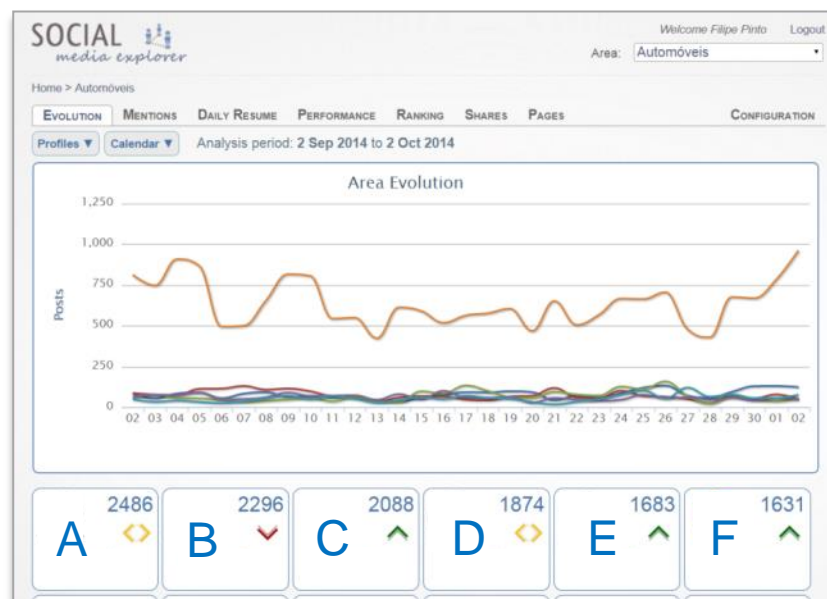 SOCIAL
media explorer
Welcome Filipe Pinto Logout
Area: Automóveis
Home > Automóveis
EVOLUTION MENTIONS DAILY RESUME PERFORMANCE RANKING SHARES PAGES CONFIGURATION
Profiles ▼ Calendar ▼ Analysis period: 2 Sep 2014 to 2 Oct 2014
Area Evolution
1,250
1,000
750
Posts
500
250
0
02 03 04 05 06 07 08 09 10 11 12 13 14 15 16 17 18 19 20 21 22 23 24 25 26 27 28 29 30 01 02
2486 2296 2088 1874 1683 1631
A B C D E F